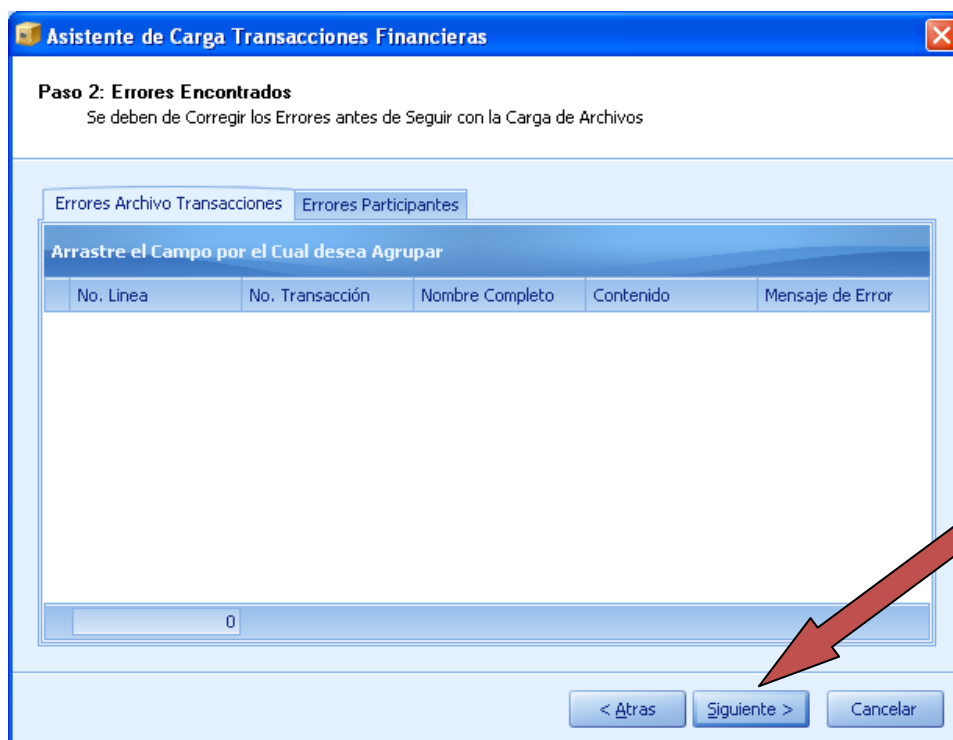 Asistente de Carga Transacciones Financieras
Paso 2: Errores Encontrados
Se deben de Corregir los Errores antes de Seguir con la Carga de Archivos
Errores Archivo Transacciones Errores Participantes
Arrastre el Campo por el Cual desea Agrupar
No. Linea No. Transacción Nombre Completo Contenido Mensaje de Error
0
< Atras Siguiente > Cancelar